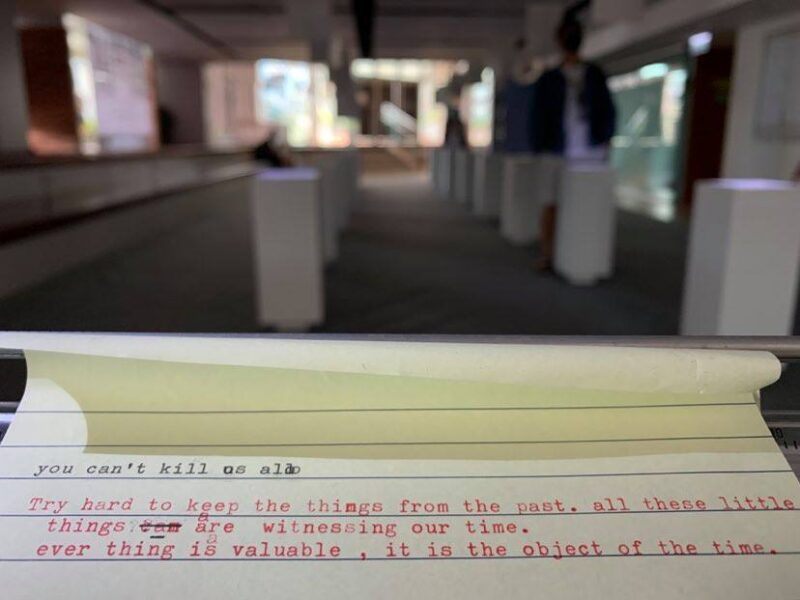 you can't kill us all
Try hard to keep the things from the past. all these little
things are witnessing our time.
ever thing is valuable , it is the object of the time.